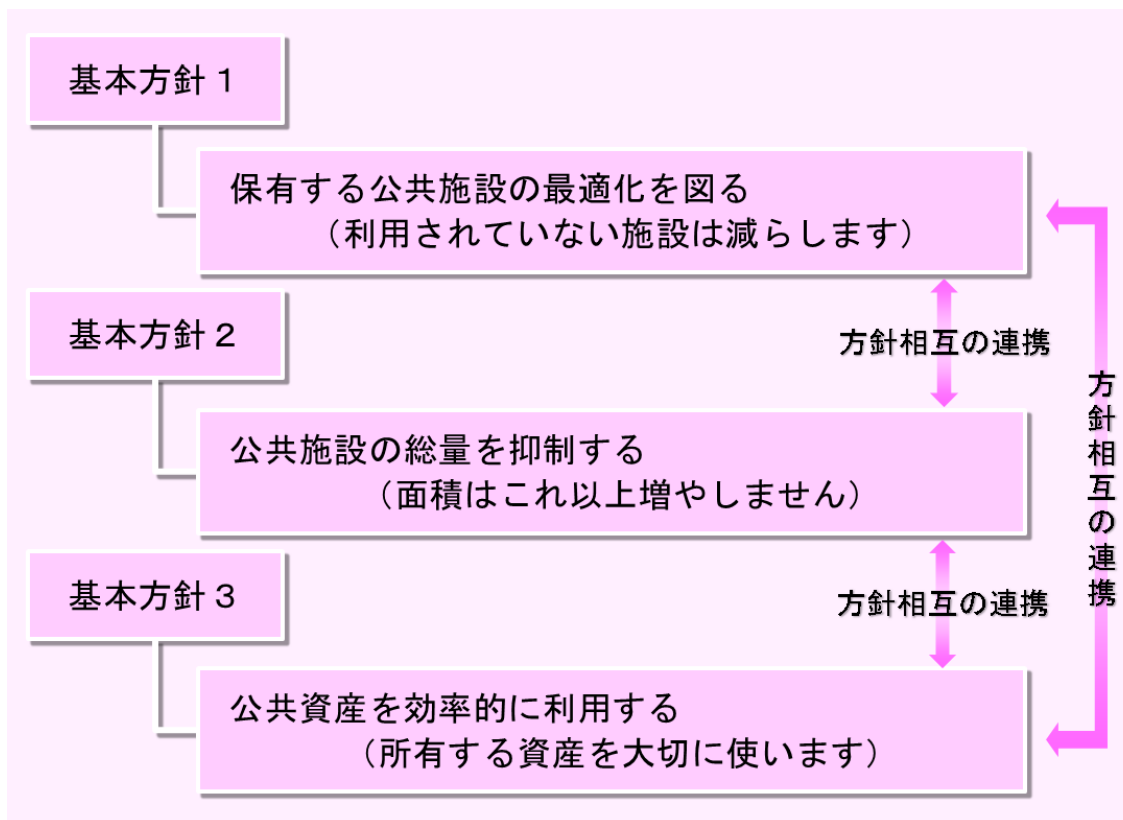 基本方針１
保有する公共施設の最適化を図る
（利用されていない施設は減らします）
方針相互の連携
基本方針２
公共施設の総量を抑制する
（面積はこれ以上増やしません）
方針相互の連携
基本方針３
公共資産を効率的に利用する
（所有する資産を大切に使います）
方針相互の連携